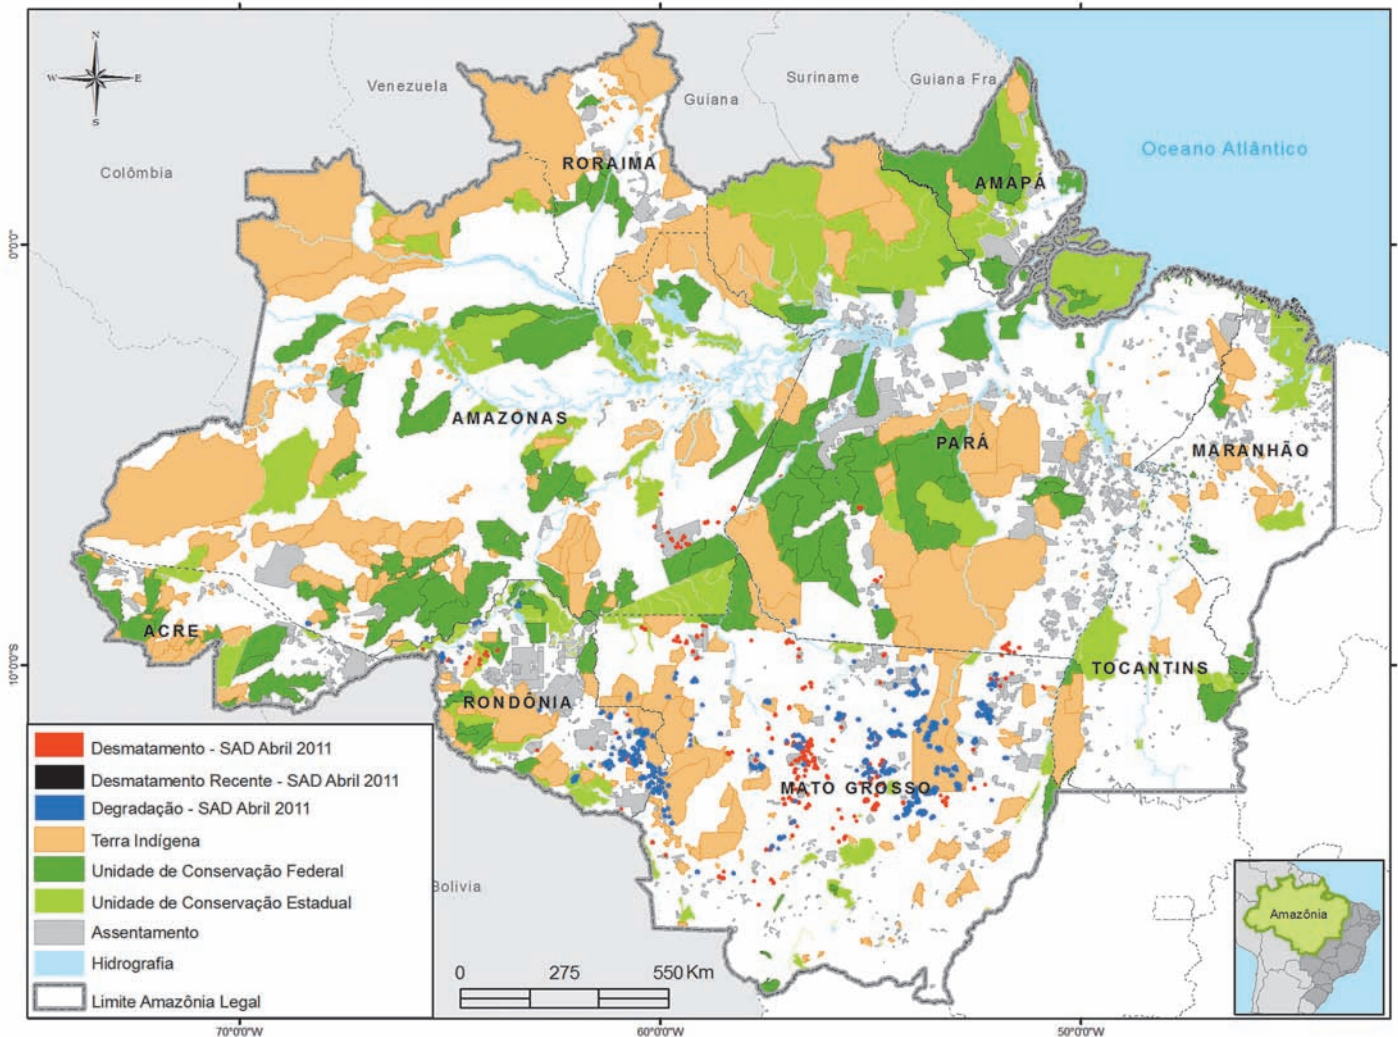 N
W
E
S
Venezuela
Suriname
Guiana Fra
Guiana
Oceano Atlântico
Colômbia
RORAIMA
AMAPÁ
0°0'0"
AMAZONAS
PARÁ
MARANHÃO
ACRE
TOCANTINS
10°0'0"S
RONDÔNIA
MATO GROSSO
Desmatamento - SAD Abril 2011
Desmatamento Recente - SAD Abril 2011
Degradação - SAD Abril 2011
Terra Indígena
Unidade de Conservação Federal
Unidade de Conservação Estadual
Assentamento
Hidrografia
Limite Amazônia Legal
Bolivia
0 275 550 Km
Amazônia
70°0'0"W 60°0'0"W 50°0'0"W